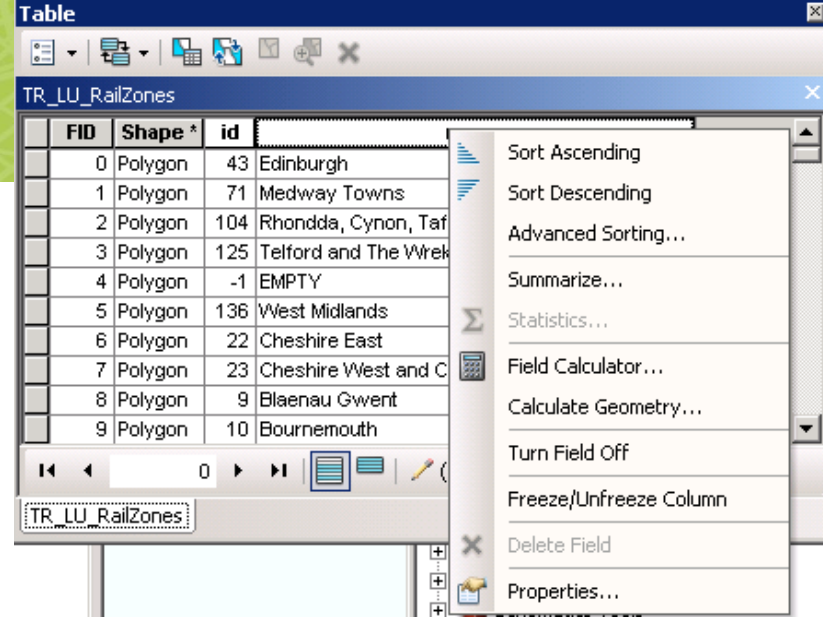 Table
TR_LU_RailZones
FID Shape * id
0 Polygon 43 Edinburgh
1 Polygon 71 Medway Towns
2 Polygon 104 Rhondda, Cynon, Taf
3 Polygon 125 Telford and The Wrek
4 Polygon -1 EMPTY
5 Polygon 136 West Midlands
6 Polygon 22 Cheshire East
7 Polygon 23 Cheshire West and C
8 Polygon 9 Blaenau Gwent
9 Polygon 10 Bournemouth
0
(
TR_LU_RailZones
Sort Ascending
Sort Descending
Advanced Sorting...
Summarize...
Statistics...
Field Calculator...
Calculate Geometry...
Turn Field Off
Freeze/Unfreeze Column
Delete Field
Properties...